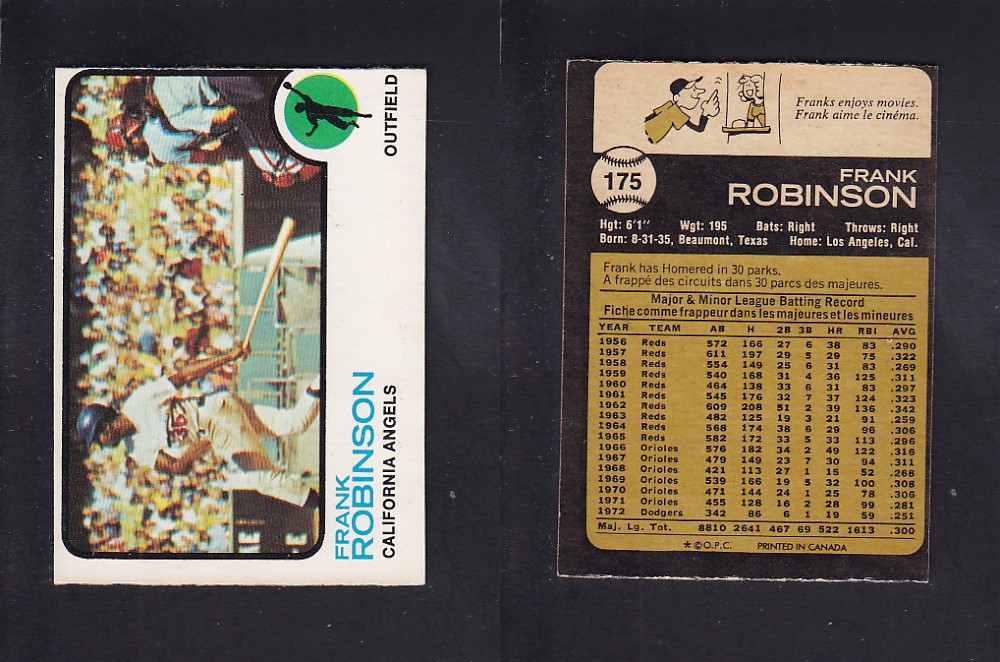 FRANK
ROBINSON
CALIFORNIA ANGELS
OUTFIELD
36
Franks enjoys movies.
Frank aime le cinéma.
175
FRANK
ROBINSON
Hgt: 6'1" Wgt: 195 Bats: Right Throws: Right
Born: 8-31-35, Beaumont, Texas Home: Los Angeles, Cal.
Frank has Homered in 30 parks.
A frappé des circuits dans 30 parcs des majeures.
Major & Minor League Batting Record
Fiche comme frappeur dans les majeures et les mineures
YEAR TEAM AB H 2B 3B HR RBI AVG
1956 Reds 572 166 27 6 38 83 .290
1957 Reds 611 197 29 5 29 75 .322
1958 Reds 554 149 25 6 31 83 .269
1959 Reds 540 168 31 4 36 125 .311
1960 Reds 464 138 33 6 31 83 .297
1961 Reds 545 176 32 7 37 124 .323
1962 Reds 609 208 51 2 39 136 .342
1963 Reds 482 125 19 3 21 91 .259
1964 Reds 568 174 38 6 29 96 .306
1965 Reds 582 172 33 5 33 113 .296
1966 Orioles 576 182 34 2 49 122 .316
1967 Orioles 479 149 23 7 30 94 .311
1968 Orioles 421 113 27 1 15 52 .268
1969 Orioles 539 166 19 5 32 100 .308
1970 Orioles 471 144 24 1 25 78 .306
1971 Orioles 455 128 16 2 28 99 .281
1972 Dodgers 342 86 6 1 19 59 .251
Maj. Lg. Tot. 8810 2641 467 69 522 1613 .300
* © O.P.C. PRINTED IN CANADA